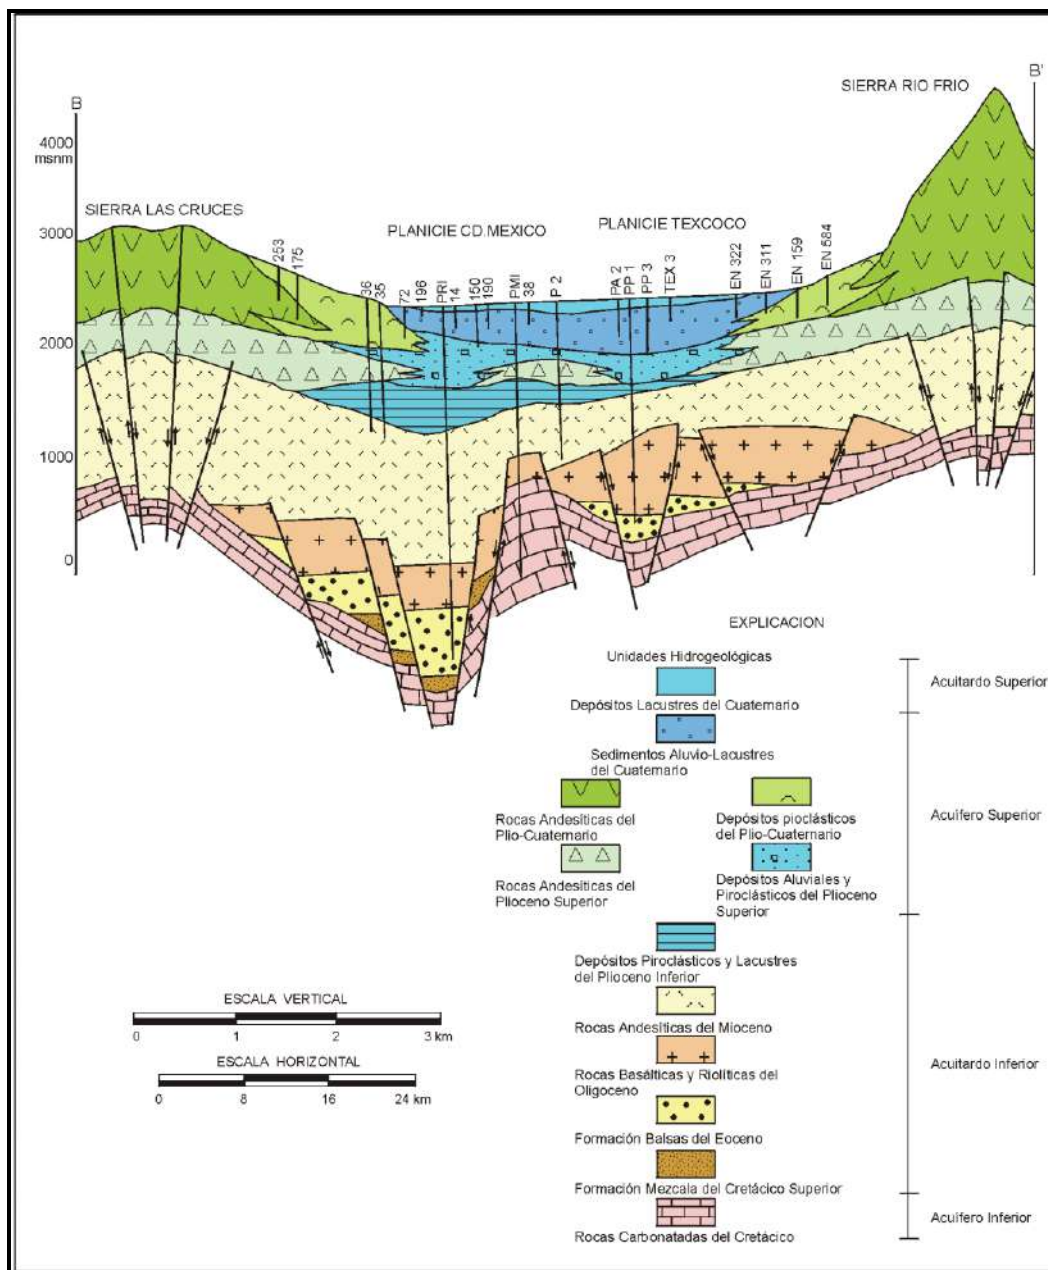 B
B'
SIERRA RIO FRIO
4000
msnm
SIERRA LAS CRUCES
3000
PLANICIE CD.MEXICO
PLANICIE TEXCOCO
253
175
36
35
72
196
PRI
14
150
190
PMI
38
P 2
PA 2
PP 1
PP 3
TEX 3
EN 322
EN 311
EN 159
EN 584
2000
1000
0
EXPLICACION
Unidades Hidrogeológicas
Acuitardo Superior
Depósitos Lacustres del Cuaternario
Sedimentos Aluvio-Lacustres
del Cuaternario
Rocas Andesíticas del
Plio-Cuaternario
Depósitos pioclásticos
del Plio-Cuaternario
Acuífero Superior
Rocas Andesíticas del
Plioceno Superior
Depósitos Aluviales y
Piroclásticos del Plioceno
Superior
Depósitos Piroclásticos y Lacustres
del Plioceno Inferior
Rocas Andesíticas del Mioceno
Rocas Basálticas y Riolíticas del
Oligoceno
Acuitardo Inferior
Formación Balsas del Eoceno
Formación Mezcala del Cretácico Superior
Rocas Carbonatadas del Cretácico
Acuífero Inferior
ESCALA VERTICAL
0 1 2 3 km
ESCALA HORIZONTAL
0 8 16 24 km